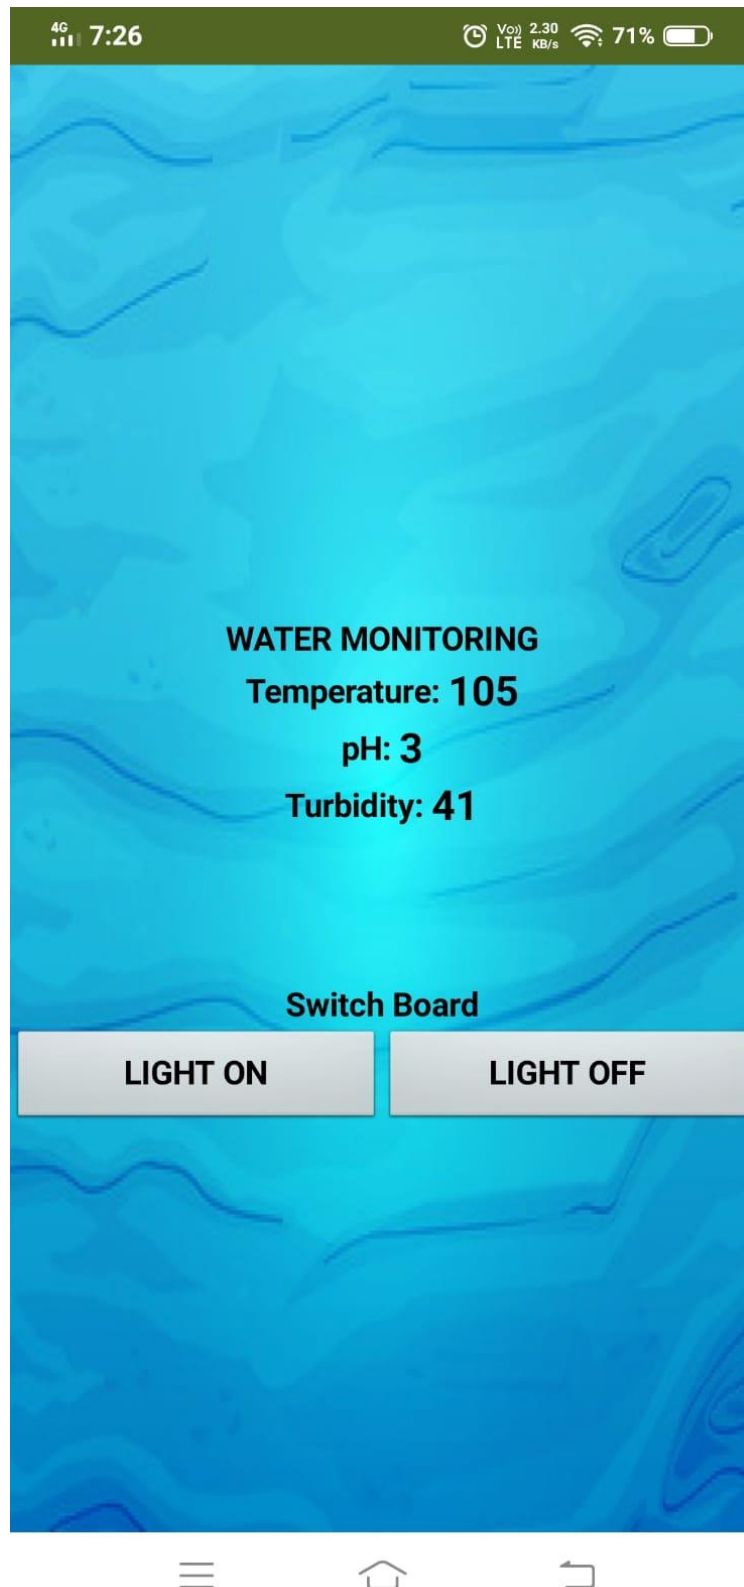 4G 7:26 Vo)) LTE 2.30 KB/s 71%
WATER MONITORING
Temperature: 105
pH: 3
Turbidity: 41
Switch Board
LIGHT ON LIGHT OFF